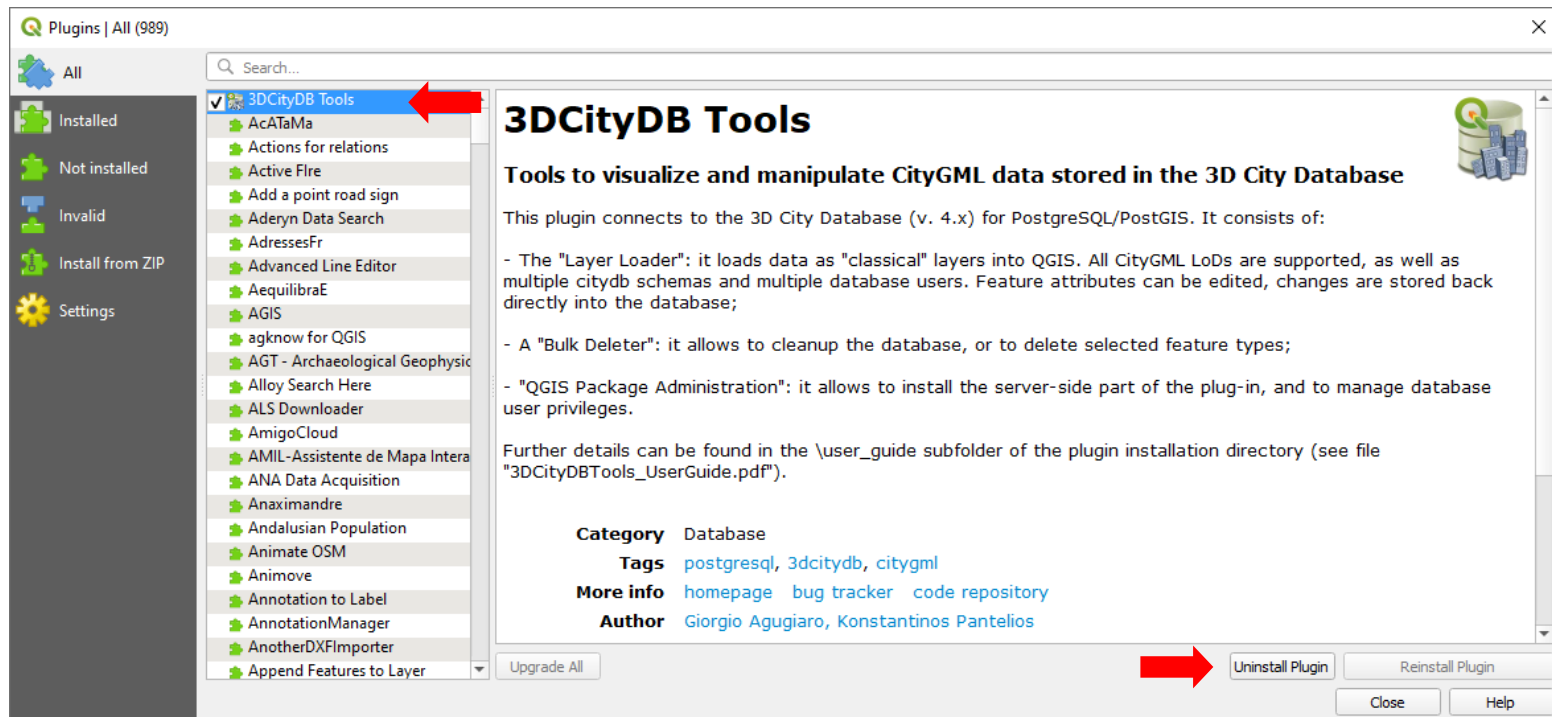 Plugins | All (989)
All
Installed
Not installed
Invalid
Install from ZIP
Settings
Search...
3DCityDB Tools
AcATaMa
Actions for relations
Active FIre
Add a point road sign
Aderyn Data Search
AdressesFr
Advanced Line Editor
AequilibraE
AGIS
agknow for QGIS
AGT - Archaeological Geophysic
Alloy Search Here
ALS Downloader
AmigoCloud
AMIL-Assistente de Mapa Intera
ANA Data Acquisition
Anaximandre
Andalusian Population
Animate OSM
Animove
Annotation to Label
AnnotationManager
AnotherDXFImporter
Append Features to Layer
3DCityDB Tools
Tools to visualize and manipulate CityGML data stored in the 3D City Database
This plugin connects to the 3D City Database (v. 4.x) for PostgreSQL/PostGIS. It consists of:
- The "Layer Loader": it loads data as "classical" layers into QGIS. All CityGML LoDs are supported, as well as
multiple citydb schemas and multiple database users. Feature attributes can be edited, changes are stored back
directly into the database;
- A "Bulk Deleter": it allows to cleanup the database, or to delete selected feature types;
- "QGIS Package Administration": it allows to install the server-side part of the plug-in, and to manage database
user privileges.
Further details can be found in the \user_guide subfolder of the plugin installation directory (see file
"3DCityDBTools_UserGuide.pdf").
Category Database
Tags postgresql, 3dcitydb, citygml
More info homepage bug tracker code repository
Author Giorgio Agugiaro, Konstantinos Pantelios
Upgrade All
Uninstall Plugin
Reinstall Plugin
Close
Help